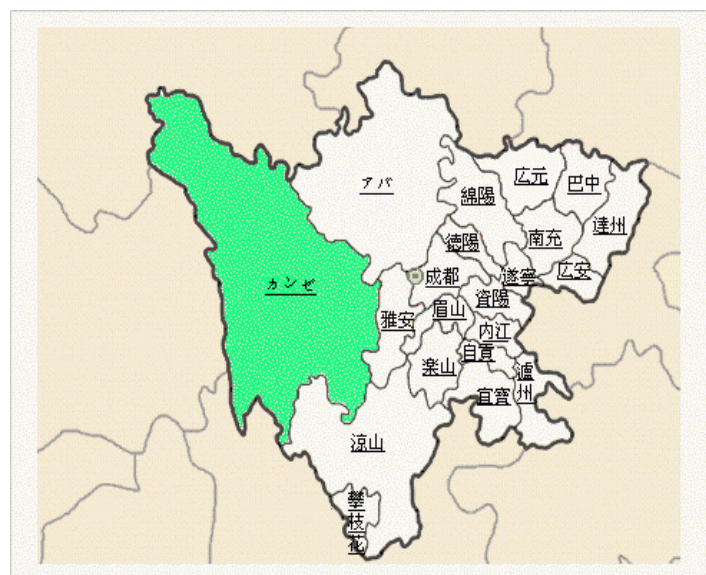 アバ
綿陽
広元
巴中
達州
南充
徳陽
広安
遂寧
成都
カンゼ
資陽
眉山
雅安
内江
自貢
楽山
瀘州
宜賓
涼山
攀枝花